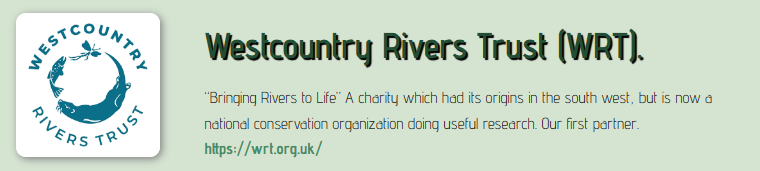 WESTCOUNTRY
RIVERS TRUST
Westcountry Rivers Trust (WRT).
“Bringing Rivers to Life” A charity which had its origins in the south west, but is now a
national conservation organization doing useful research. Our first partner.
https://wrt.org.uk/